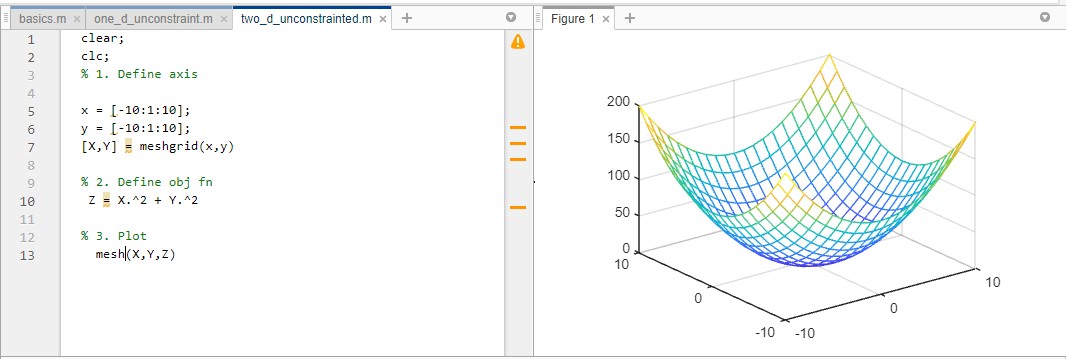 basics.m × one_d_unconstraint.m × two_d_unconstrainted.m × +
1 clear;
2 clc;
3 % 1. Define axis
4
5 x = [-10:1:10];
6 y = [-10:1:10];
7 [X,Y] = meshgrid(x,y)
8
9 % 2. Define obj fn
10 Z = X.^2 + Y.^2
11
12 % 3. Plot
13 mesh(X,Y,Z)
Figure 1 × +
200
150
100
50
0
10
0
-10
-10
0
10